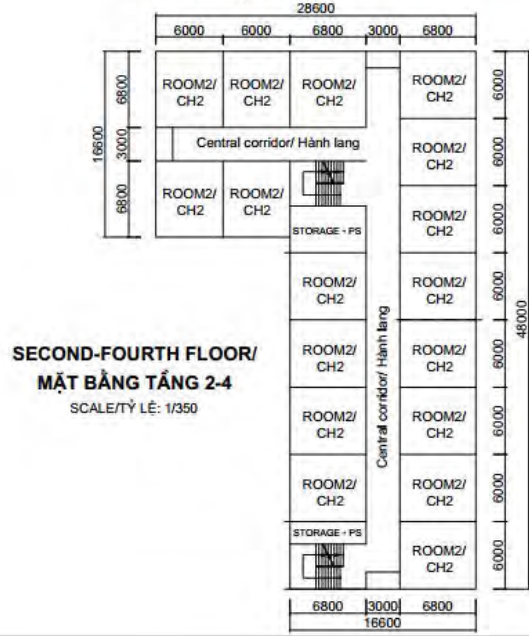 28600
6000
6000
6800
3000
6800
16600
6800
3000
6800
ROOM2/
CH2
ROOM2/
CH2
ROOM2/
CH2
ROOM2/
CH2
6000
Central corridor/ Hành lang
ROOM2/
CH2
6000
ROOM2/
CH2
ROOM2/
CH2
STORAGE - PS
ROOM2/
CH2
6000
ROOM2/
CH2
ROOM2/
CH2
6000
48000
SECOND-FOURTH FLOOR/
MẶT BẰNG TẦNG 2-4
SCALE/TỶ LỆ: 1/350
ROOM2/
CH2
Central corridor/ Hành lang
ROOM2/
CH2
6000
ROOM2/
CH2
ROOM2/
CH2
6000
ROOM2/
CH2
ROOM2/
CH2
6000
STORAGE - PS
ROOM2/
CH2
6000
6800
3000
6800
16600